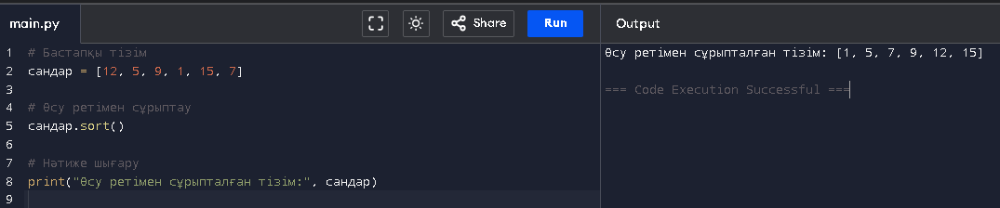 main.py
Share
Run
Output
1 # Бастапқы тізім
2 сандар = [12, 5, 9, 1, 15, 7]
3
4 # Өсу ретімен сұрыптау
5 сандар.sort()
6
7 # Нәтиже шығару
8 print("Өсу ретімен сұрыпталған тізім:", сандар)
9
Өсу ретімен сұрыпталған тізім: [1, 5, 7, 9, 12, 15]
=== Code Execution Successful ===